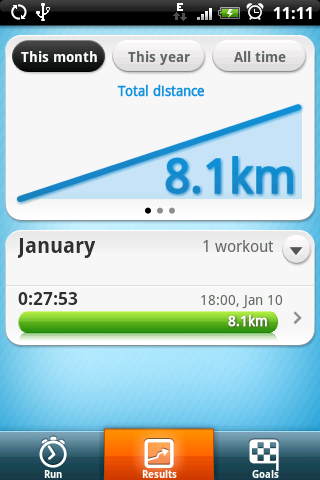 E
11:11
This month
This year
All time
Total distance
8.1km
January
1 workout
0:27:53
18:00, Jan 10
8.1km
Run
Results
Goals